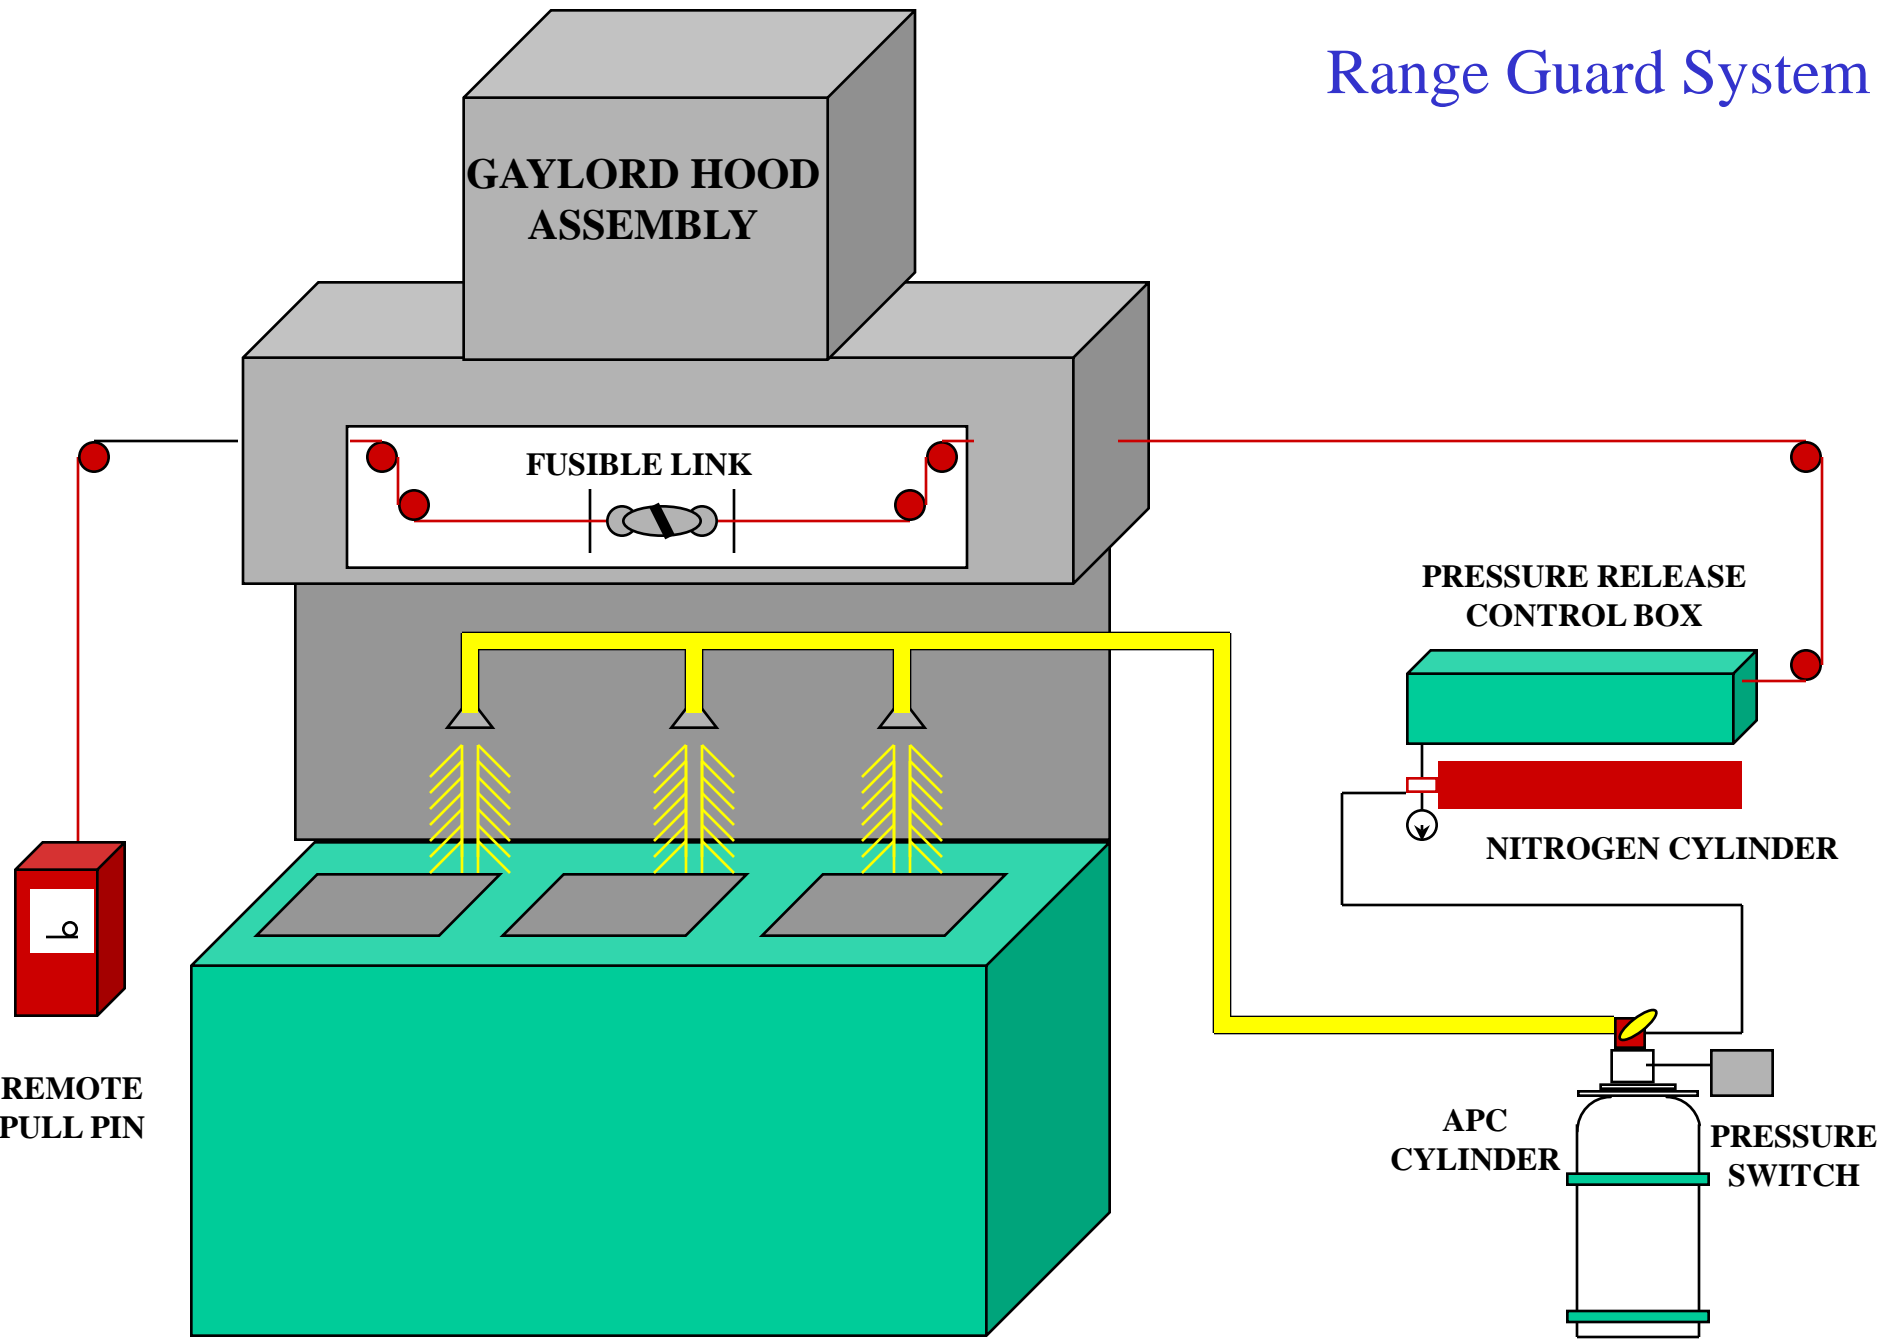 Range Guard System
GAYLORD HOOD
ASSEMBLY
FUSIBLE LINK
PRESSURE RELEASE
CONTROL BOX
NITROGEN CYLINDER
REMOTE
PULL PIN
APC
CYLINDER
PRESSURE
SWITCH